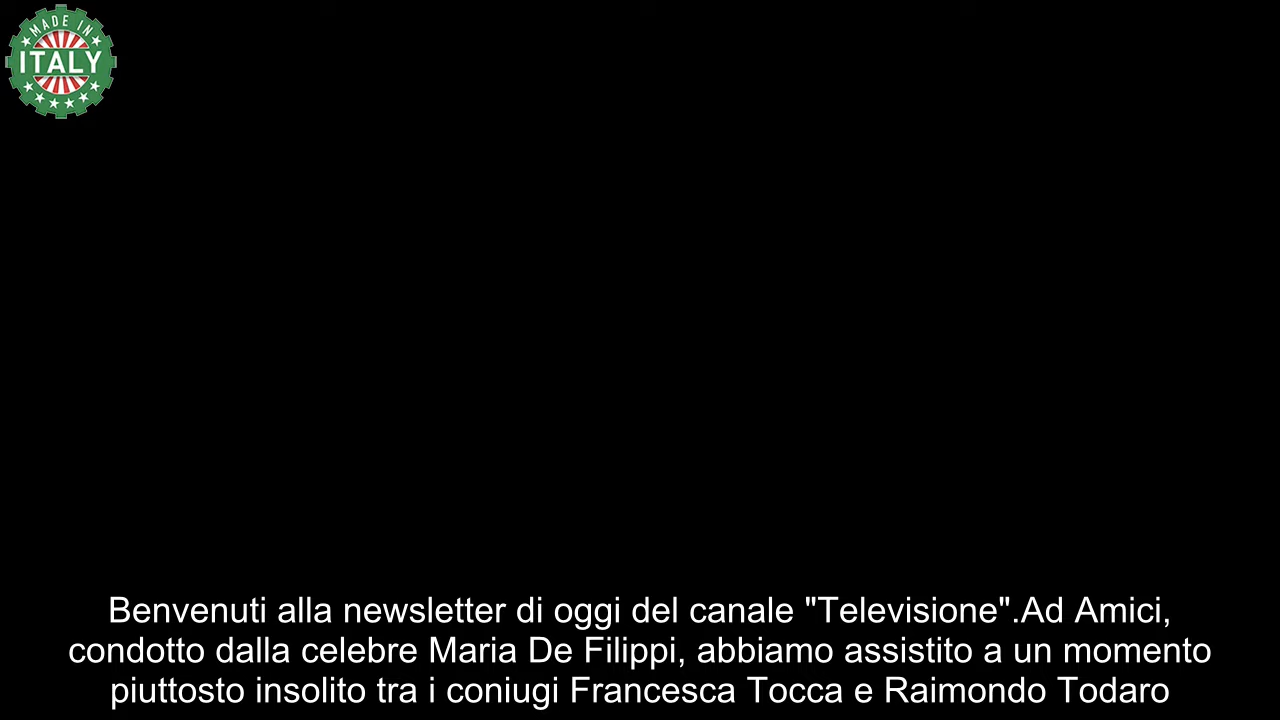 MADE IN
ITALY
Benvenuti alla newsletter di oggi del canale "Televisione".Ad Amici,
condotto dalla celebre Maria De Filippi, abbiamo assistito a un momento
piuttosto insolito tra i coniugi Francesca Tocca e Raimondo Todaro